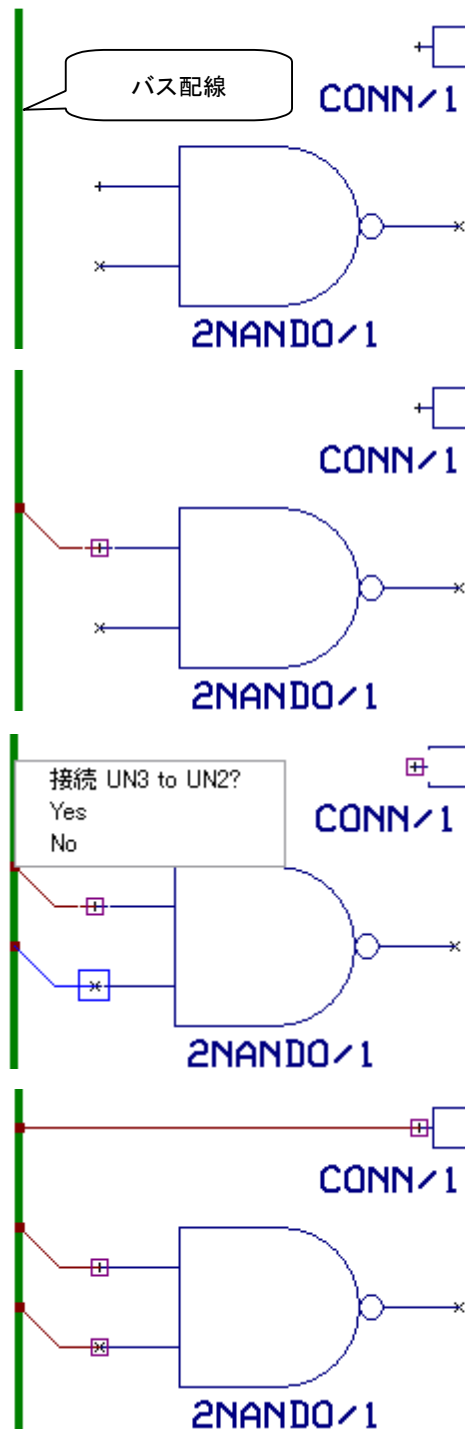 バス配線
CONN/1
2NANDO/1
CONN/1
2NANDO/1
接続 UN3 to UN2?
Yes
No
CONN/1
2NANDO/1
CONN/1
2NANDO/1